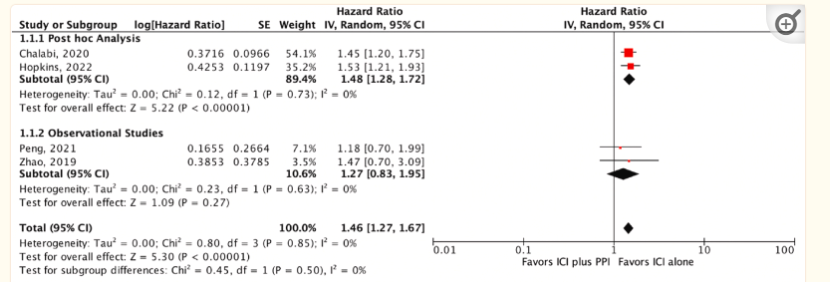 Hazard Ratio Hazard Ratio
Study or Subgroup log[Hazard Ratio] SE Weight IV, Random, 95% CI IV, Random, 95% CI
1.1.1 Post hoc Analysis
Chalabi, 2020 0.3716 0.0966 54.1% 1.45 [1.20, 1.75]
Hopkins, 2022 0.4253 0.1197 35.2% 1.53 [1.21, 1.93]
Subtotal (95% CI) 89.4% 1.48 [1.28, 1.72]
Heterogeneity: Tau² = 0.00; Chi² = 0.12, df = 1 (P = 0.73); I² = 0%
Test for overall effect: Z = 5.22 (P < 0.00001)
1.1.2 Observational Studies
Peng, 2021 0.1655 0.2664 7.1% 1.18 [0.70, 1.99]
Zhao, 2019 0.3853 0.3785 3.5% 1.47 [0.70, 3.09]
Subtotal (95% CI) 10.6% 1.27 [0.83, 1.95]
Heterogeneity: Tau² = 0.00; Chi² = 0.23, df = 1 (P = 0.63); I² = 0%
Test for overall effect: Z = 1.09 (P = 0.27)
Total (95% CI) 100.0% 1.46 [1.27, 1.67]
Heterogeneity: Tau² = 0.00; Chi² = 0.80, df = 3 (P = 0.85); I² = 0%
Test for overall effect: Z = 5.30 (P < 0.00001)
Test for subgroup differences: Chi² = 0.45, df = 1 (P = 0.50), I² = 0%
0.01 0.1 1 10 100
Favors ICI plus PPI Favors ICI alone